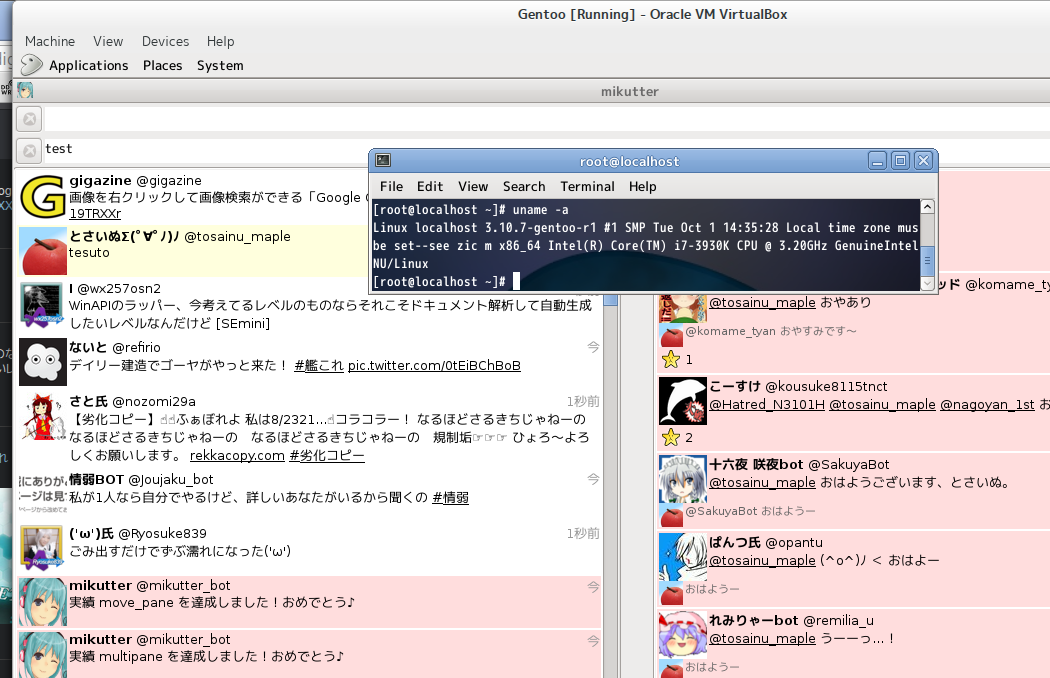 Gentoo [Running] - Oracle VM VirtualBox
Machine View Devices Help
Applications Places System
mikutter
test
gigazine @gigazine
画像を右クリックして画像検索ができる「Google
19TRXXr
とさいぬΣ(ﾟ∀ﾟﾉ)ﾉ @tosainu_maple
tesuto
I @wx257osn2
WinAPIのラッパー、今考えてるレベルのものならそれこそドキュメント解析して自動生成
したいレベルなんだけど [SEmini]
ないと @refirio
今
デイリー建造でゴーヤがやっと来た！ #艦これ pic.twitter.com/0tEiBChBoB
さと氏 @nozomi29a
1秒前
【劣化コピー】☝☝ふぁぼれよ 私は8/2321...☝コラコラー！ なるほどさるきちじゃねーの
なるほどさるきちじゃねーの　なるほどさるきちじゃねーの　規制垢☞☞☞ ひょろ〜よろ
しくお願いします。 rekkacopy.com #劣化コピー
情弱BOT @Joujaku_bot
今
私が1人なら自分でやるけど、詳しいあなたがいるから聞くの #情弱
('ω')氏 @Ryosuke839
1秒前
ごみ出すだけでずぶ濡れになった('ω')
mikutter @mikutter_bot
今
実績 move_pane を達成しました！おめでとう♪
mikutter @mikutter_bot
今
実績 multipane を達成しました！おめでとう♪
root@localhost
File Edit View Search Terminal Help
[root@localhost ~]# uname -a
Linux localhost 3.10.7-gentoo-r1 #1 SMP Tue Oct 1 14:35:28 Local time zone mus
be set--see zic m x86_64 Intel(R) Core(TM) i7-3930K CPU @ 3.20GHz GenuineIntel
NU/Linux
[root@localhost ~]#
ッド @komame_ty
@tosainu_maple おやあり
@komame_tyan おやすみです〜
1
こーすけ @kousuke8115tnct
@Hatred_N3101H @tosainu_maple @nagoyan_1st お
2
十六夜 咲夜bot @SakuyaBot
@tosainu_maple おはようございます、とさいぬ。
@SakuyaBot おはようー
ぱんつ氏 @opantu
@tosainu_maple (^o^)ﾉ < おはよー
おはようー
れみりゃーbot @remilia_u
@tosainu_maple うーーっ...！
おはようー